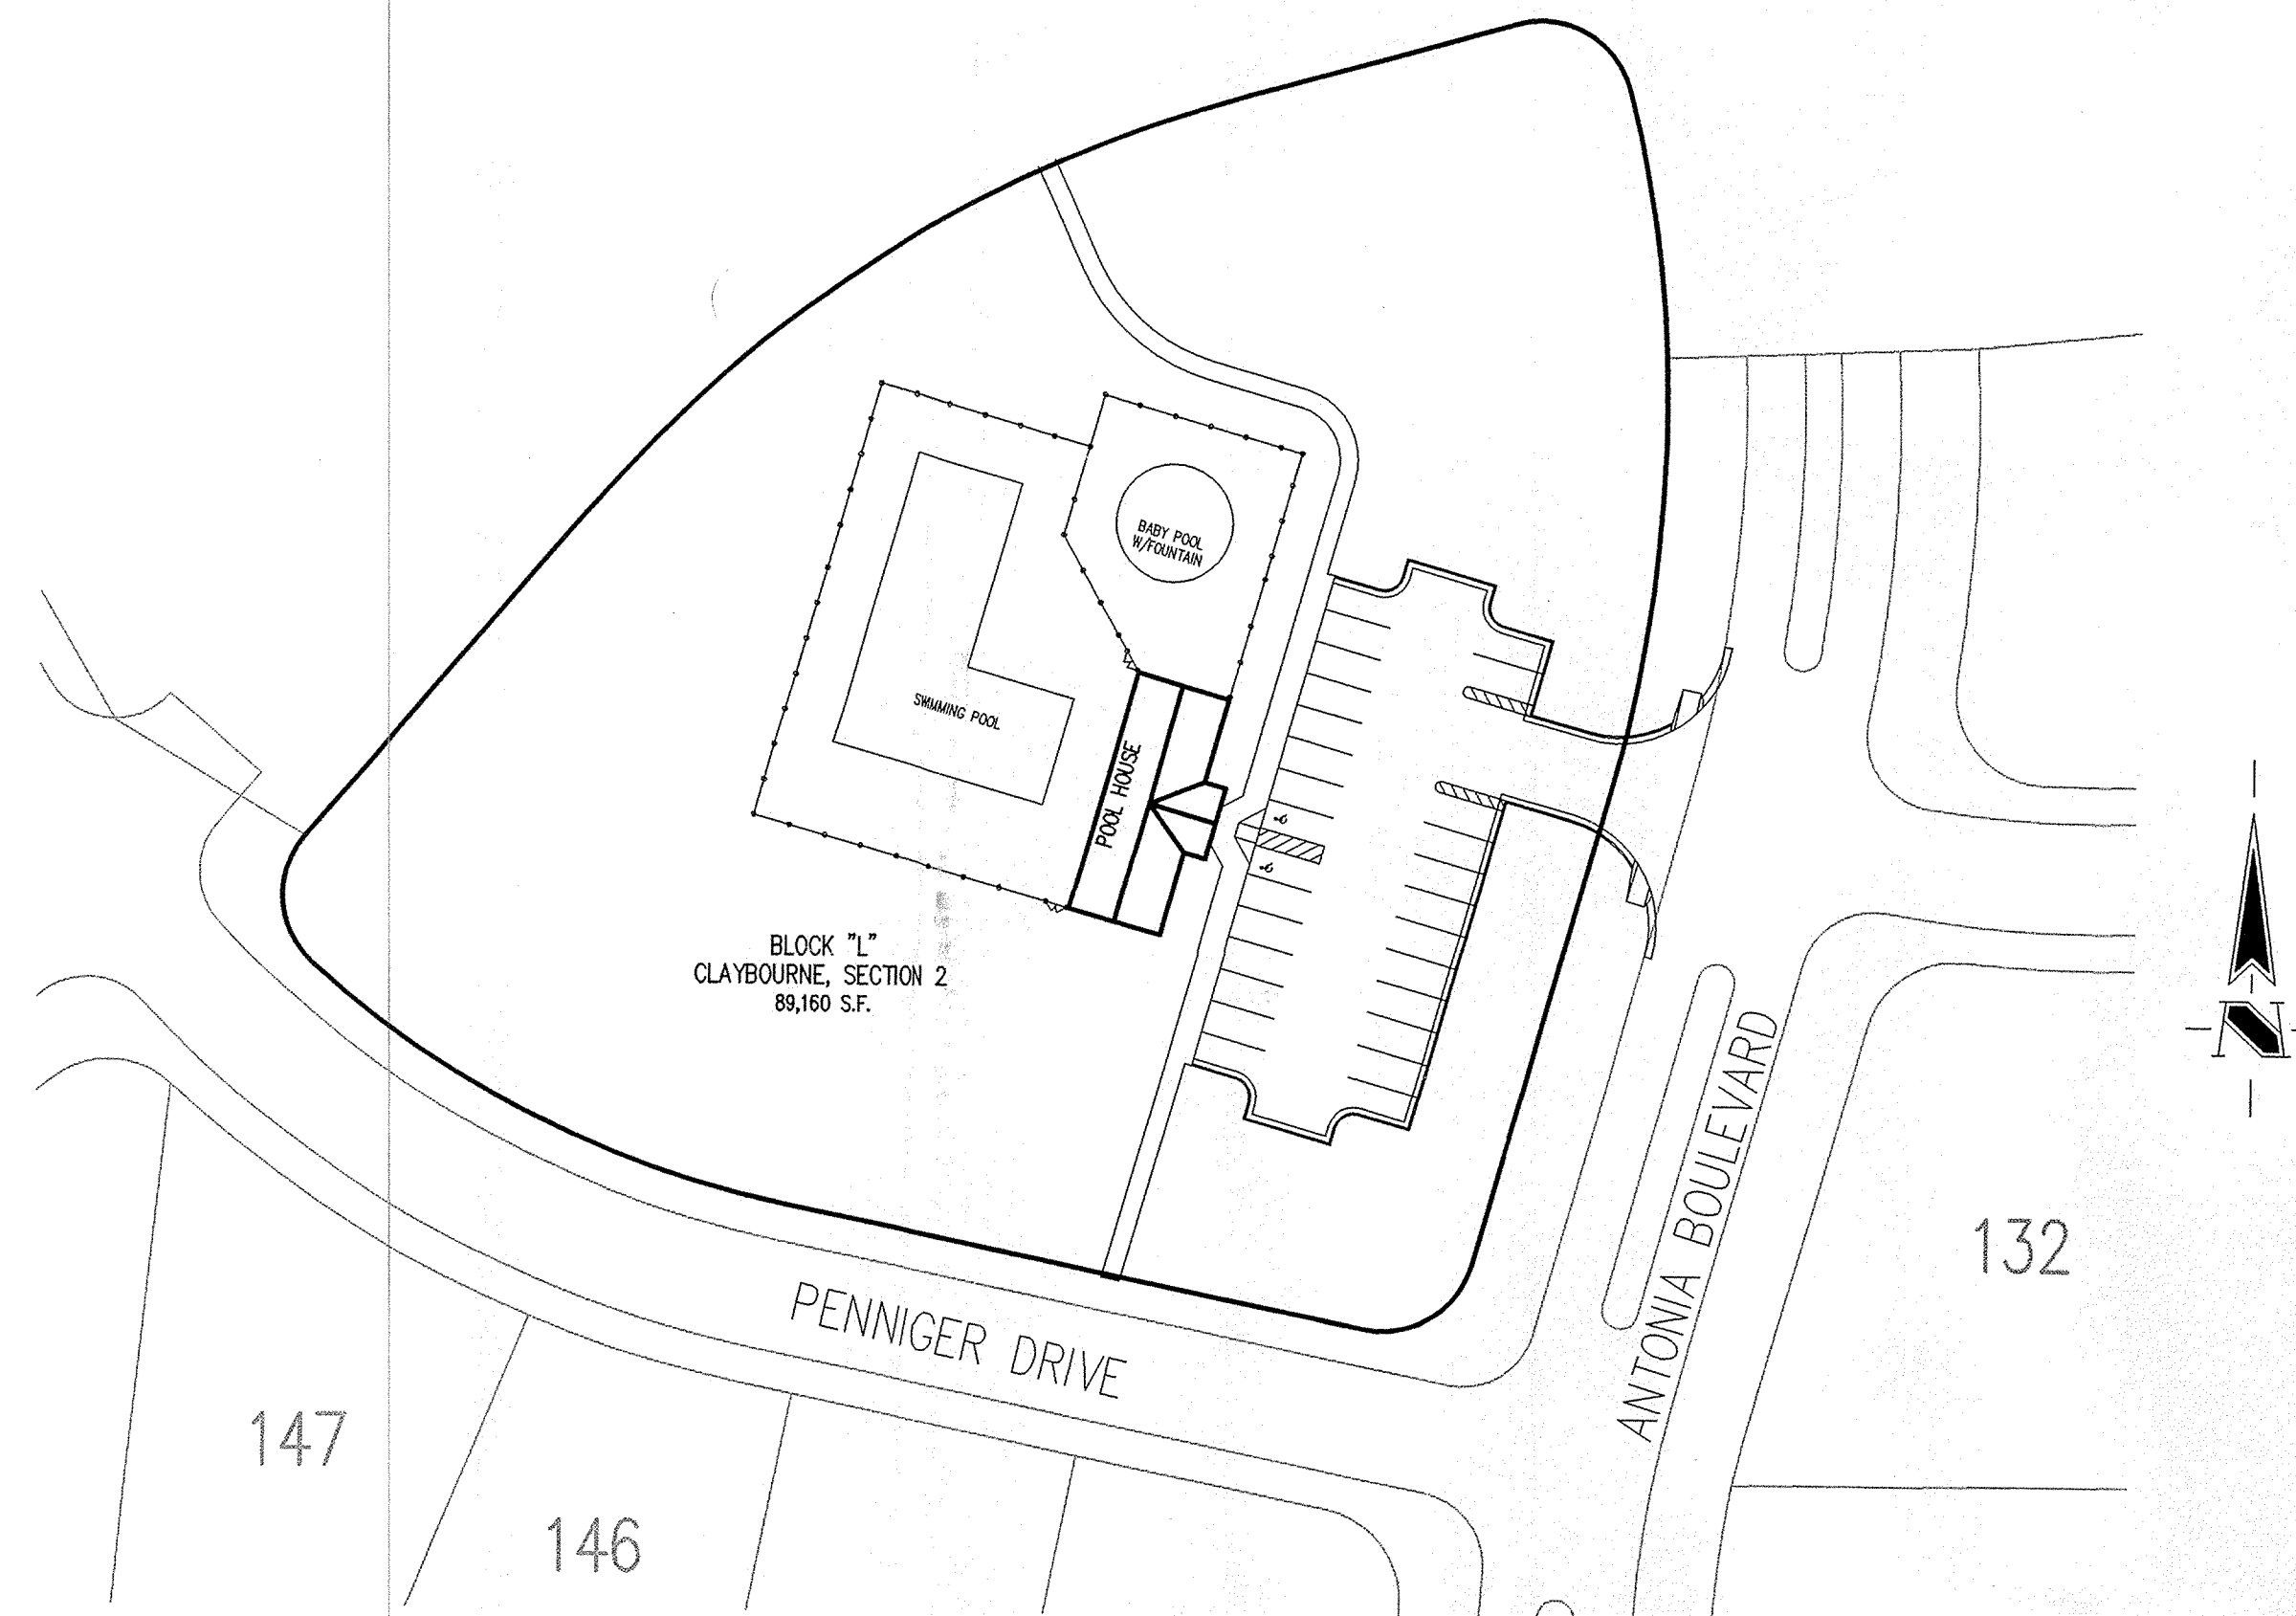 BABY POOL
W/FOUNTAIN
SWIMMING POOL
POOL HOUSE
BLOCK "L"
CLAYBOURNE, SECTION 2
89,160 S.F.
N
ANTONIA BOULEVARD
132
PENNIGER DRIVE
147
146